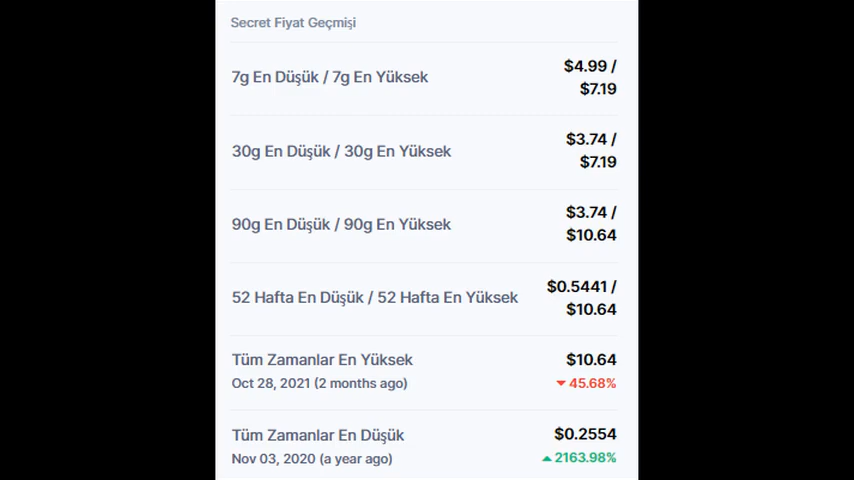 Secret Fiyat Geçmişi
7g En Düşük / 7g En Yüksek
$4.99 /
$7.19
30g En Düşük / 30g En Yüksek
$3.74 /
$7.19
90g En Düşük / 90g En Yüksek
$3.74 /
$10.64
52 Hafta En Düşük / 52 Hafta En Yüksek
$0.5441 /
$10.64
Tüm Zamanlar En Yüksek
$10.64
Oct 28, 2021 (2 months ago)
45.68%
Tüm Zamanlar En Düşük
$0.2554
Nov 03, 2020 (a year ago)
2163.98%